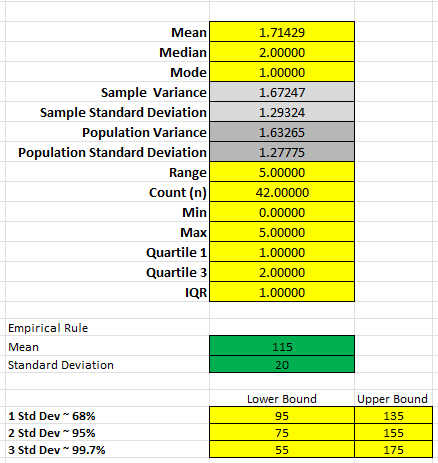 Mean 1.71429
Median 2.00000
Mode 1.00000
Sample Variance 1.67247
Sample Standard Deviation 1.29324
Population Variance 1.63265
Population Standard Deviation 1.27775
Range 5.00000
Count (n) 42.00000
Min 0.00000
Max 5.00000
Quartile 1 1.00000
Quartile 3 2.00000
IQR 1.00000
Empirical Rule
Mean 115
Standard Deviation 20
Lower Bound Upper Bound
1 Std Dev ~ 68% 95 135
2 Std Dev ~ 95% 75 155
3 Std Dev ~ 99.7% 55 175